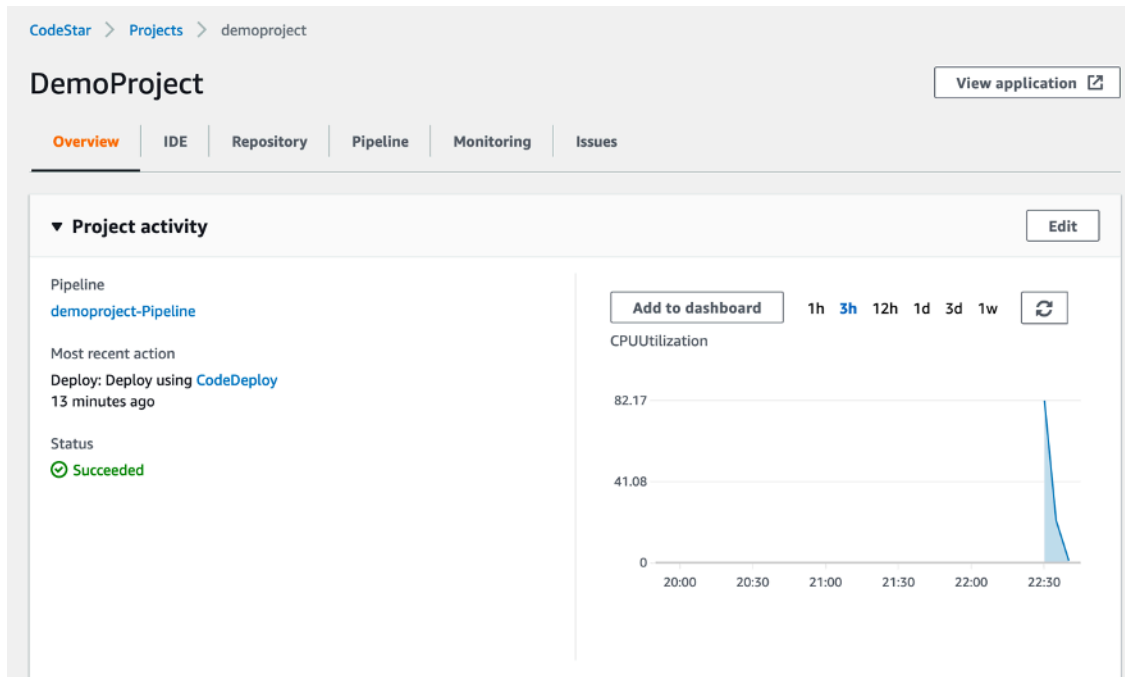 CodeStar > Projects > demoproject
DemoProject
View application
Overview
IDE
Repository
Pipeline
Monitoring
Issues
Project activity
Edit
Pipeline
demoproject-Pipeline
Most recent action
Deploy: Deploy using CodeDeploy
13 minutes ago
Status
Succeeded
Add to dashboard
1h 3h 12h 1d 3d 1w
CPUUtilization
82.17
41.08
0
20:00 20:30 21:00 21:30 22:00 22:30